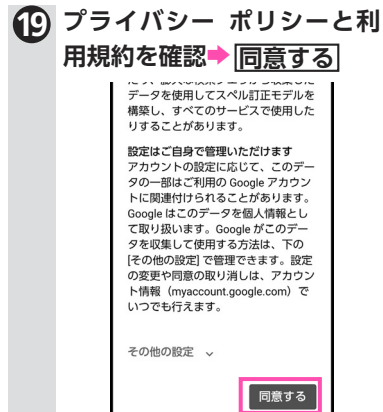 ⑲ プライバシー ポリシーと利
用規約を確認➡同意する
データを使用してスペル訂正モデルを
構築し、すべてのサービスで使用した
りすることがあります。
設定はご自身で管理いただけます
アカウントの設定に応じて、このデー
タの一部はご利用の Google アカウン
トに関連付けられることがあります。
Google はこのデータを個人情報とし
て取り扱います。Google がこのデー
タを収集して使用する方法は、下の
[その他の設定] で管理できます。設定
の変更や同意の取り消しは、アカウン
ト情報（myaccount.google.com）で
いつでも行えます。
その他の設定
同意する